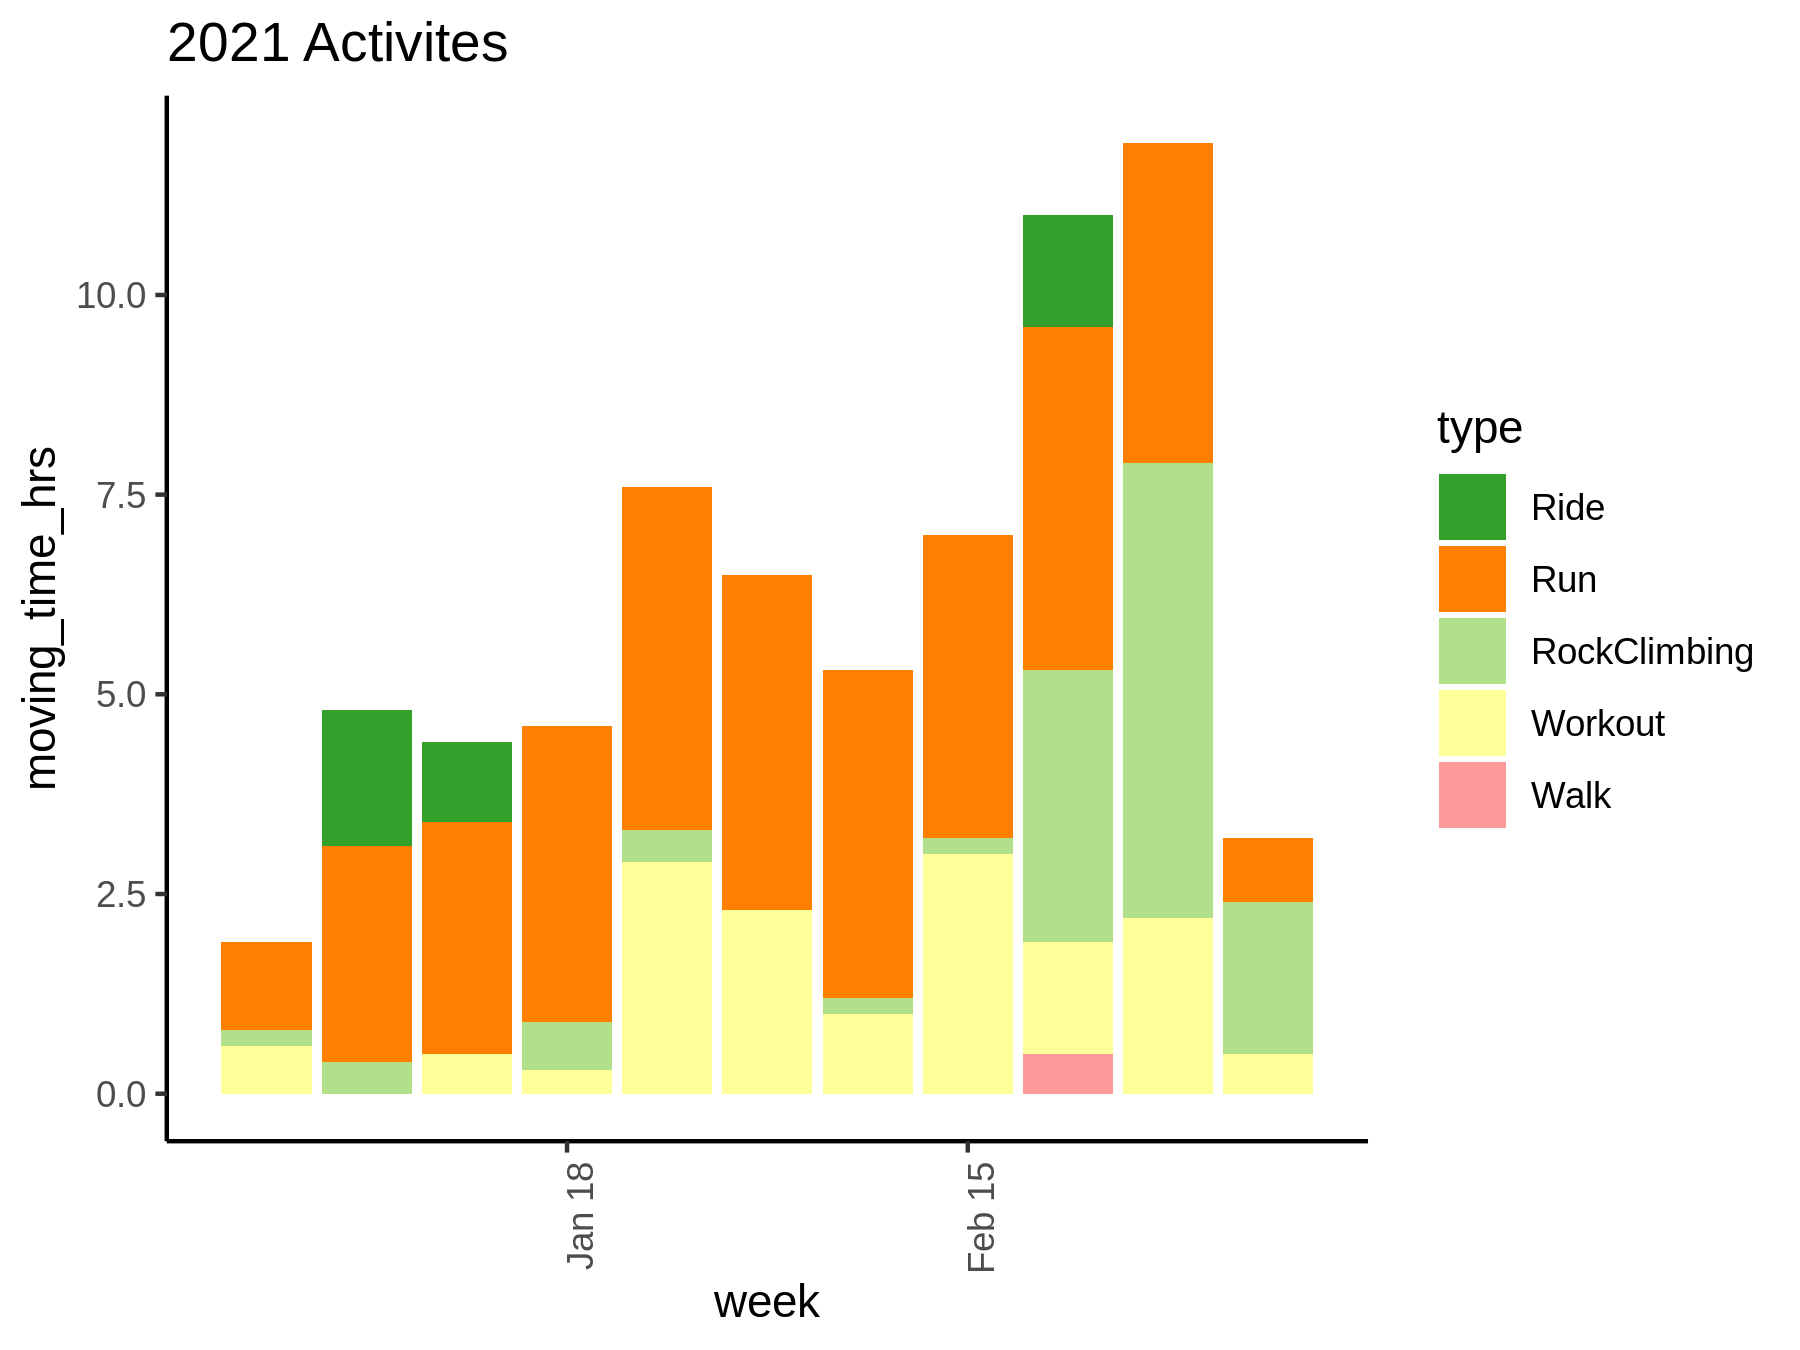 2021 Activites
moving_time_hrs
10.0
7.5
5.0
2.5
0.0
Jan 18
Feb 15
week
type
Ride
Run
RockClimbing
Workout
Walk